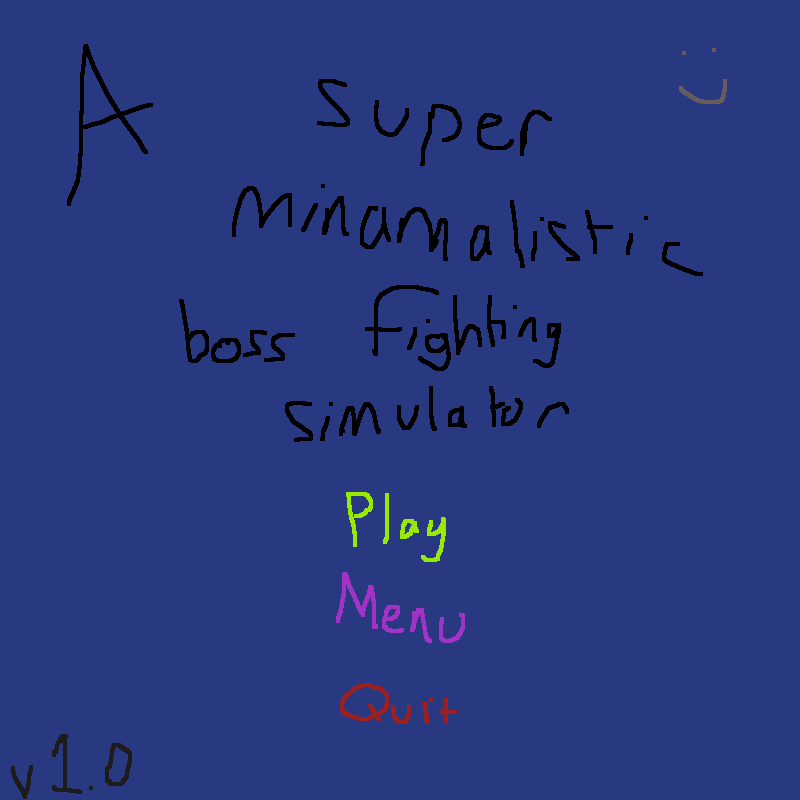 A super
minamalistic
boss fighting
simulator
Play
Menu
Quit
v1.0